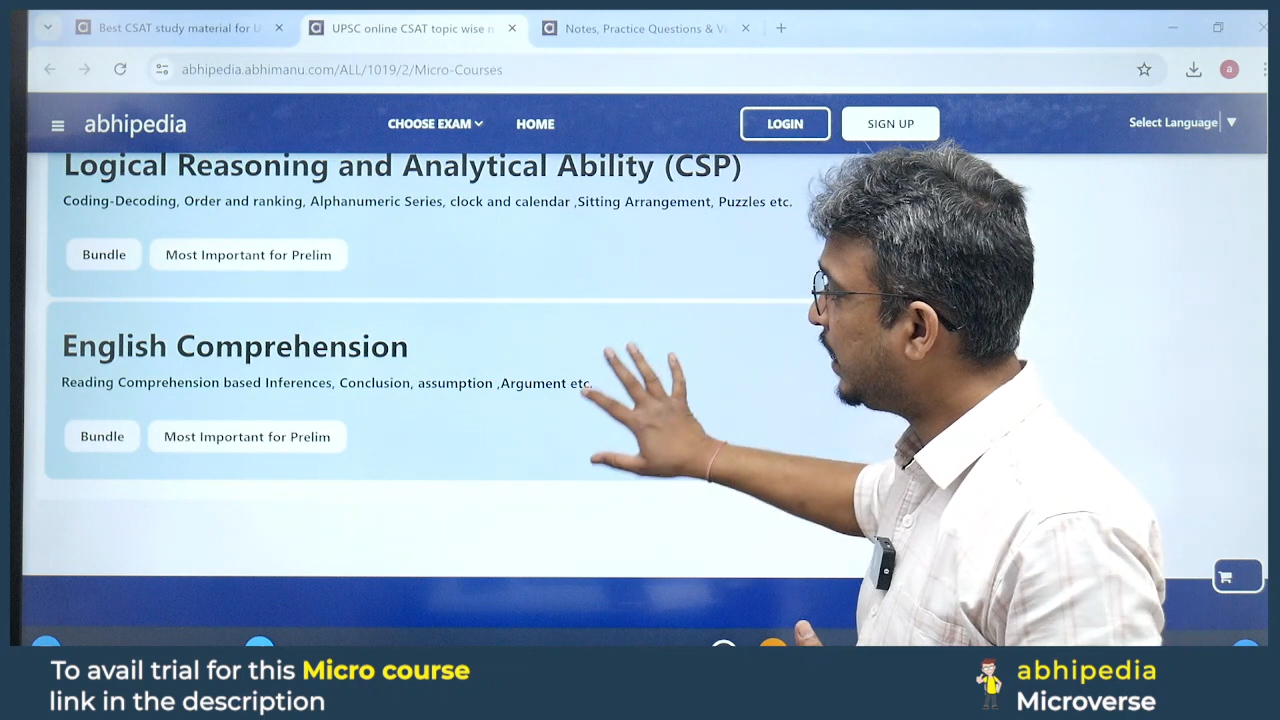 Best CSAT study material for U
UPSC online CSAT topic wise n
Notes, Practice Questions & Vi
abhipedia.abhimanu.com/ALL/1019/2/Micro-Courses
a
abhipedia
CHOOSE EXAM
HOME
LOGIN
SIGN UP
Select Language
Logical Reasoning and Analytical Ability (CSP)
Coding-Decoding, Order and ranking, Alphanumeric Series, clock and calendar ,Sitting Arrangement, Puzzles etc.
Bundle
Most Important for Prelim
English Comprehension
Reading Comprehension based Inferences, Conclusion, assumption ,Argument etc.
Bundle
Most Important for Prelim
To avail trial for this Micro course
link in the description
abhipedia
Microverse